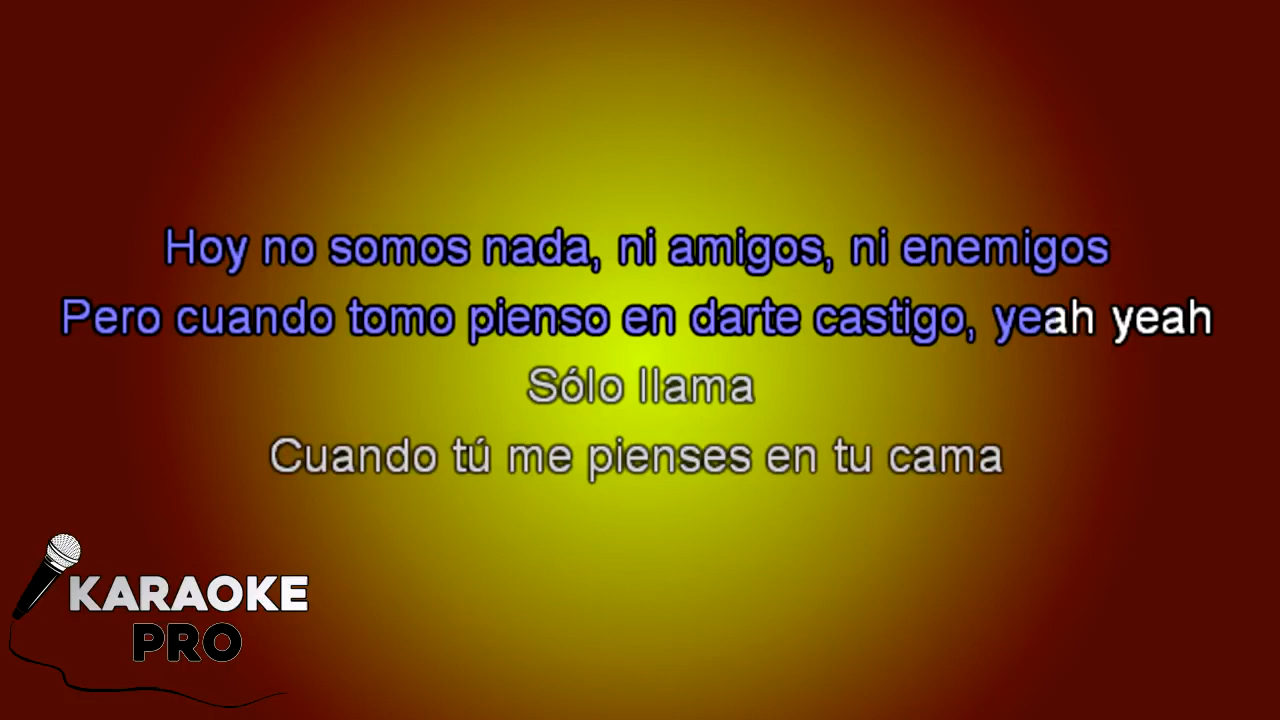 Hoy no somos nada, ni amigos, ni enemigos
Pero cuando tomo pienso en darte castigo, yeah yeah
Sólo llama
Cuando tú me pienses en tu cama
KARAOKE
PRO